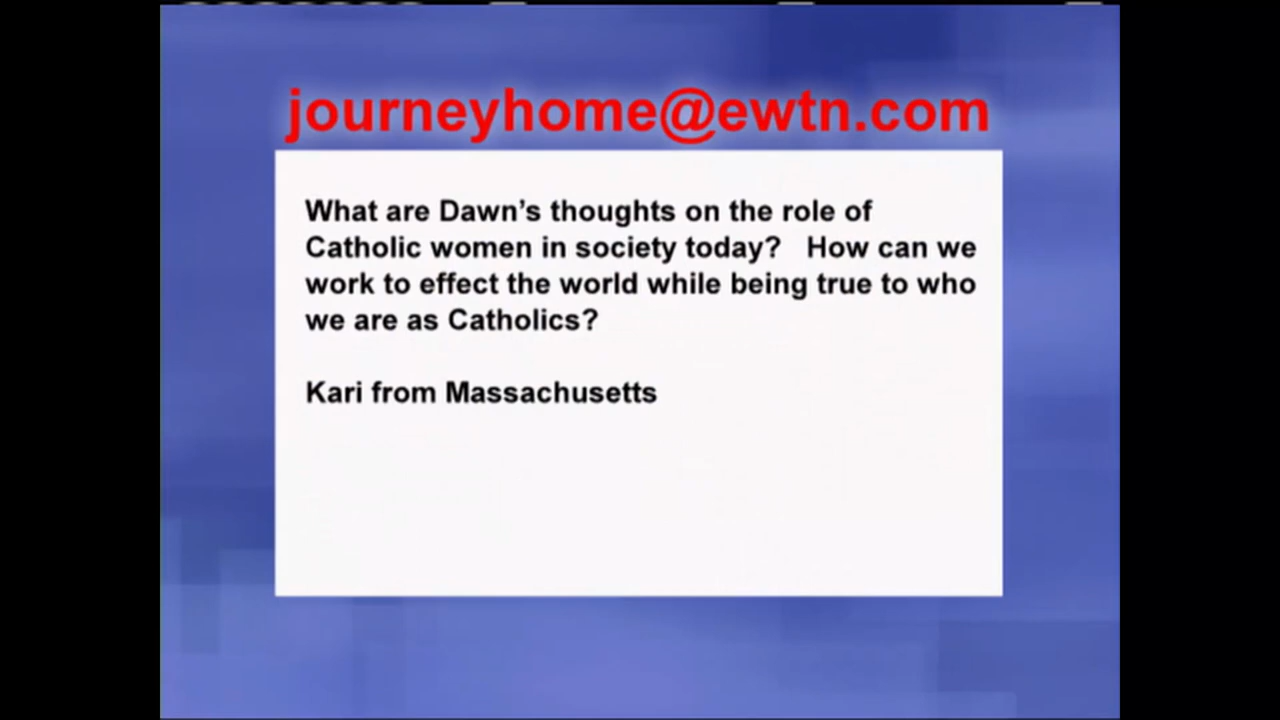 journeyhome@ewtn.com
What are Dawn’s thoughts on the role of
Catholic women in society today?   How can we
work to effect the world while being true to who
we are as Catholics?
Kari from Massachusetts